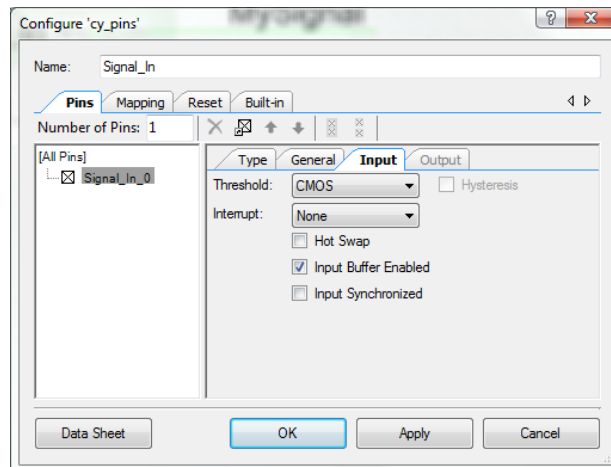 MySignal
Configure 'cy_pins'
Name: Signal_In
Pins Mapping Reset Built-in
Number of Pins: 1
[All Pins]
Signal_In_0
Type General Input Output
Threshold: CMOS Hysteresis
Interrupt: None
Hot Swap
Input Buffer Enabled
Input Synchronized
Data Sheet OK Apply Cancel